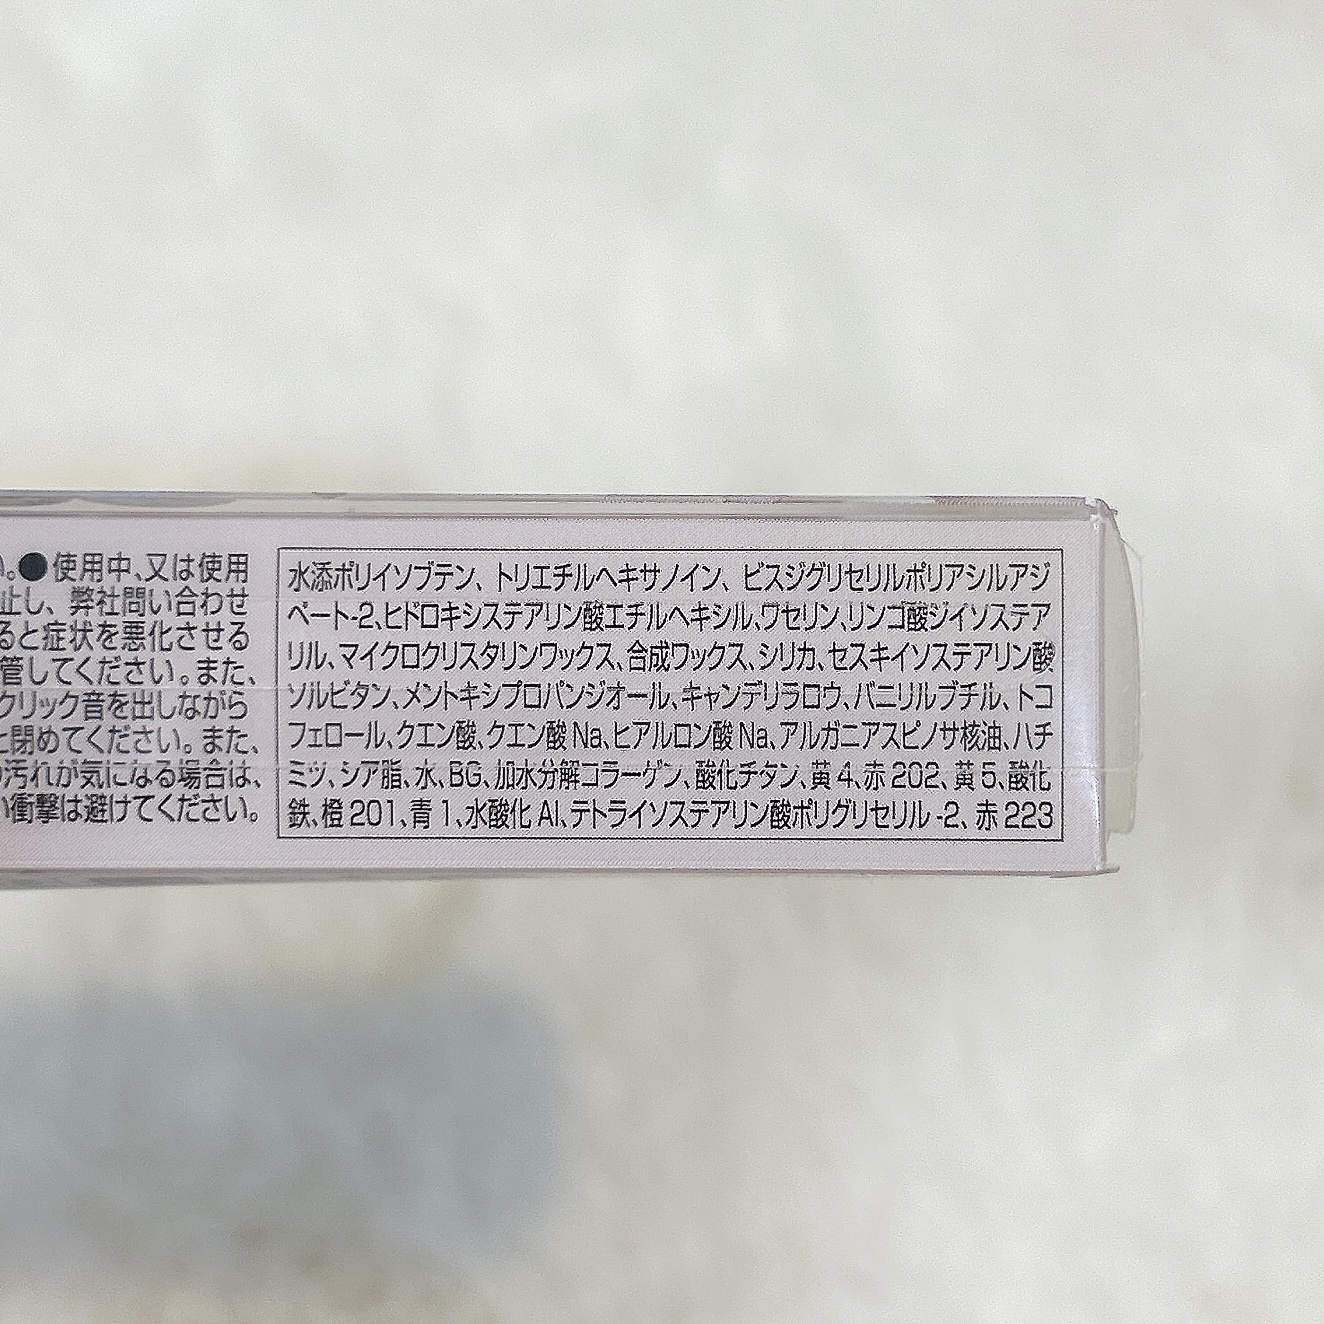 い。●使用中、又は使用
止し、弊社問い合わせ
ると症状を悪化させる
管してください。また、
クリック音を出しながら
と閉めてください。また、
汚れが気になる場合は、
い衝撃は避けてください。
水添ポリイソブテン、トリエチルヘキサノイン、ビスジグリセリルポリアシルアジ
ペート-2、ヒドロキシステアリン酸エチルヘキシル、ワセリン、リンゴ酸ジイソステア
リル、マイクロクリスタリンワックス、合成ワックス、シリカ、セスキイソステアリン酸
ソルビタン、メントキシプロパンジオール、キャンデリラロウ、バニリルブチル、トコ
フェロール、クエン酸、クエン酸Na、ヒアルロン酸Na、アルガニアスピノサ核油、ハチ
ミツ、シア脂、水、BG、加水分解コラーゲン、酸化チタン、黄4、赤202、黄5、酸化
鉄、橙201、青1、水酸化Al、テトライソステアリン酸ポリグリセリル-2、赤223